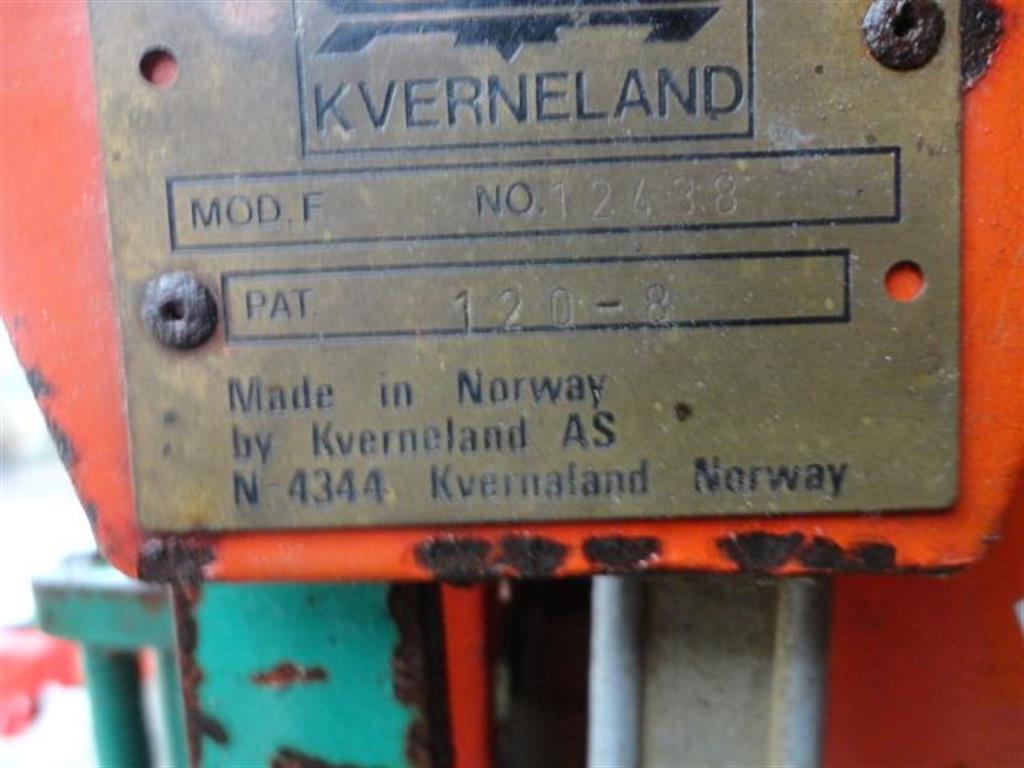 KVERNELAND
MOD. F NO. 12438
PAT. 120-8
Made in Norway
by Kverneland AS
N-4344 Kvernaland Norway